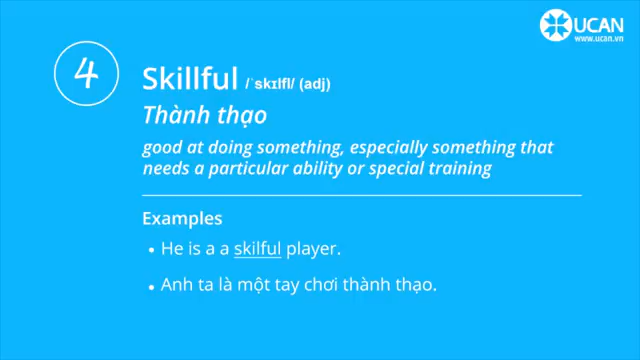 UCAN
www.ucan.vn
4
Skillful /ˈskɪlfl/ (adj)
Thành thạo
good at doing something, especially something that
needs a particular ability or special training
Examples
• He is a a skilful player.
• Anh ta là một tay chơi thành thạo.